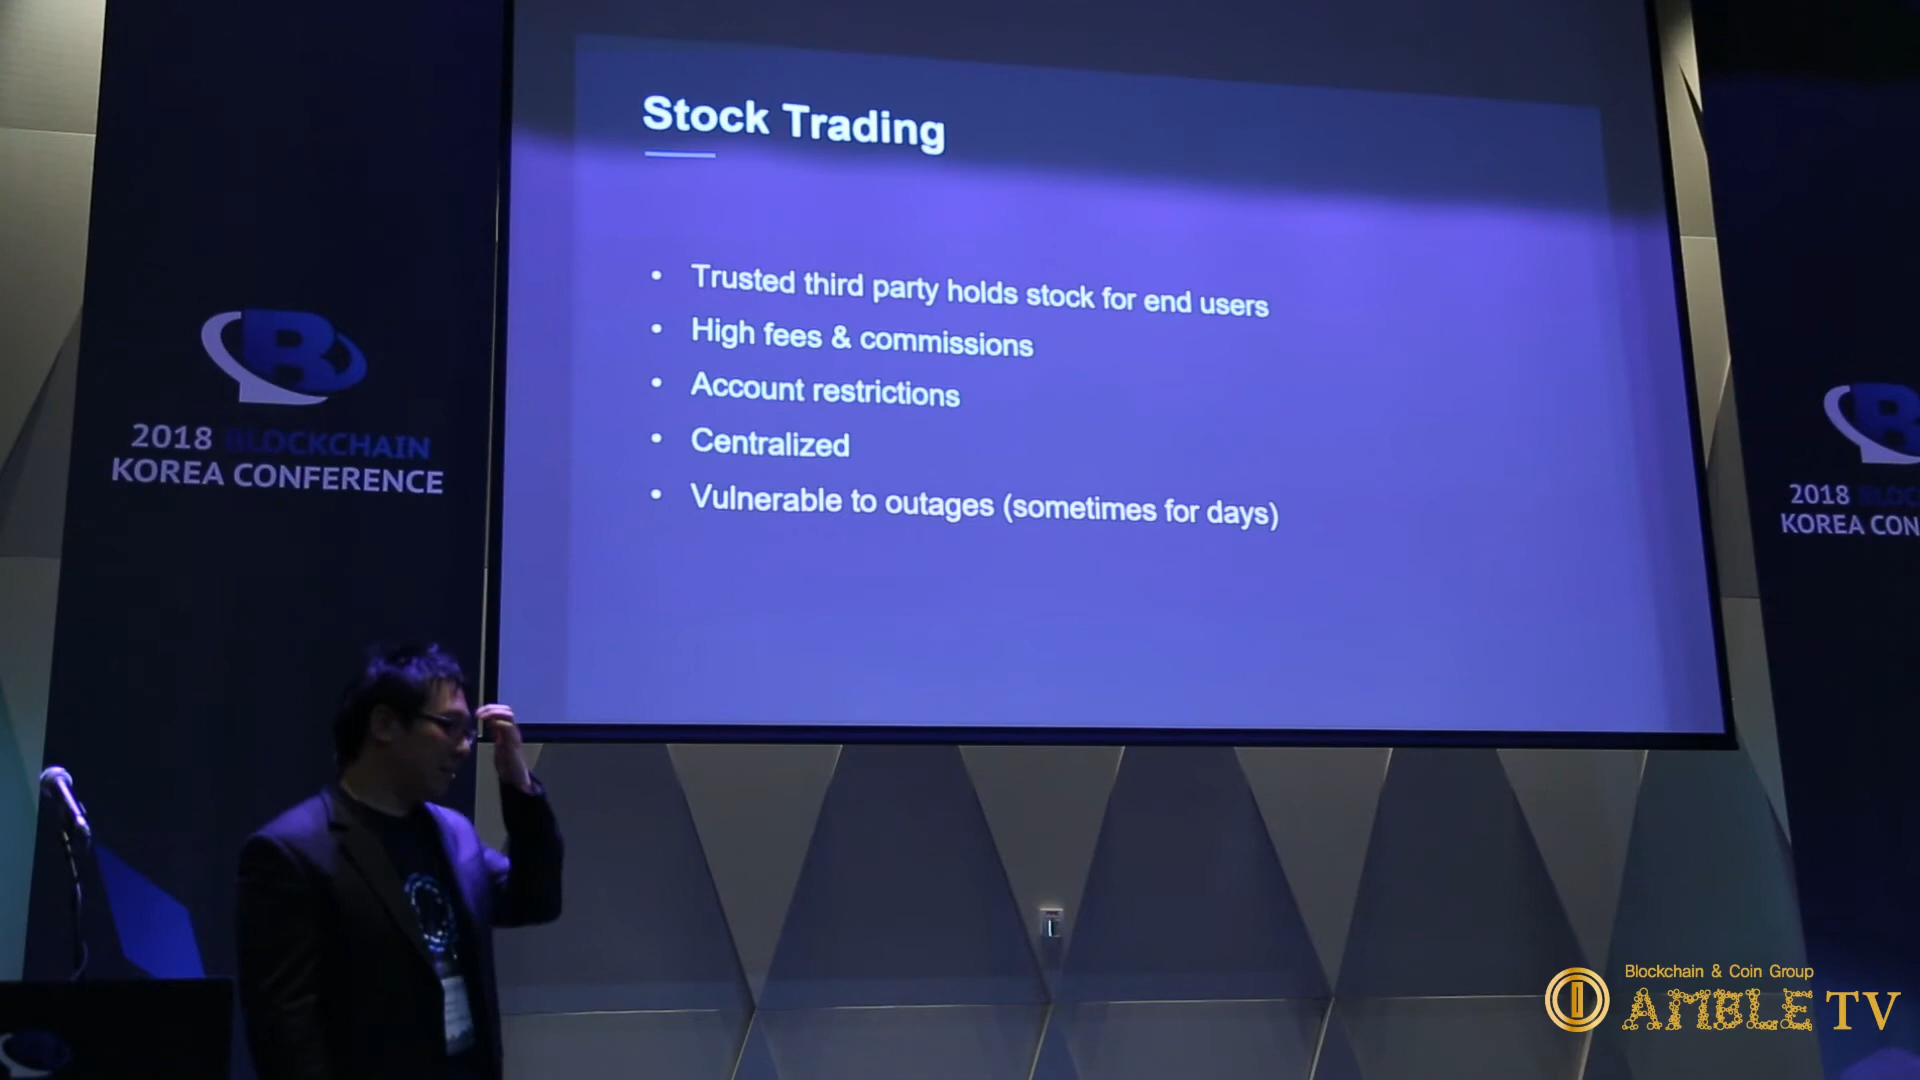 Stock Trading
• Trusted third party holds stock for end users
• High fees & commissions
• Account restrictions
• Centralized
• Vulnerable to outages (sometimes for days)
B
2018 BLOCKCHAIN
KOREA CONFERENCE
B
2018 BLOC
KOREA CON
Blockchain & Coin Group
AMBLE TV